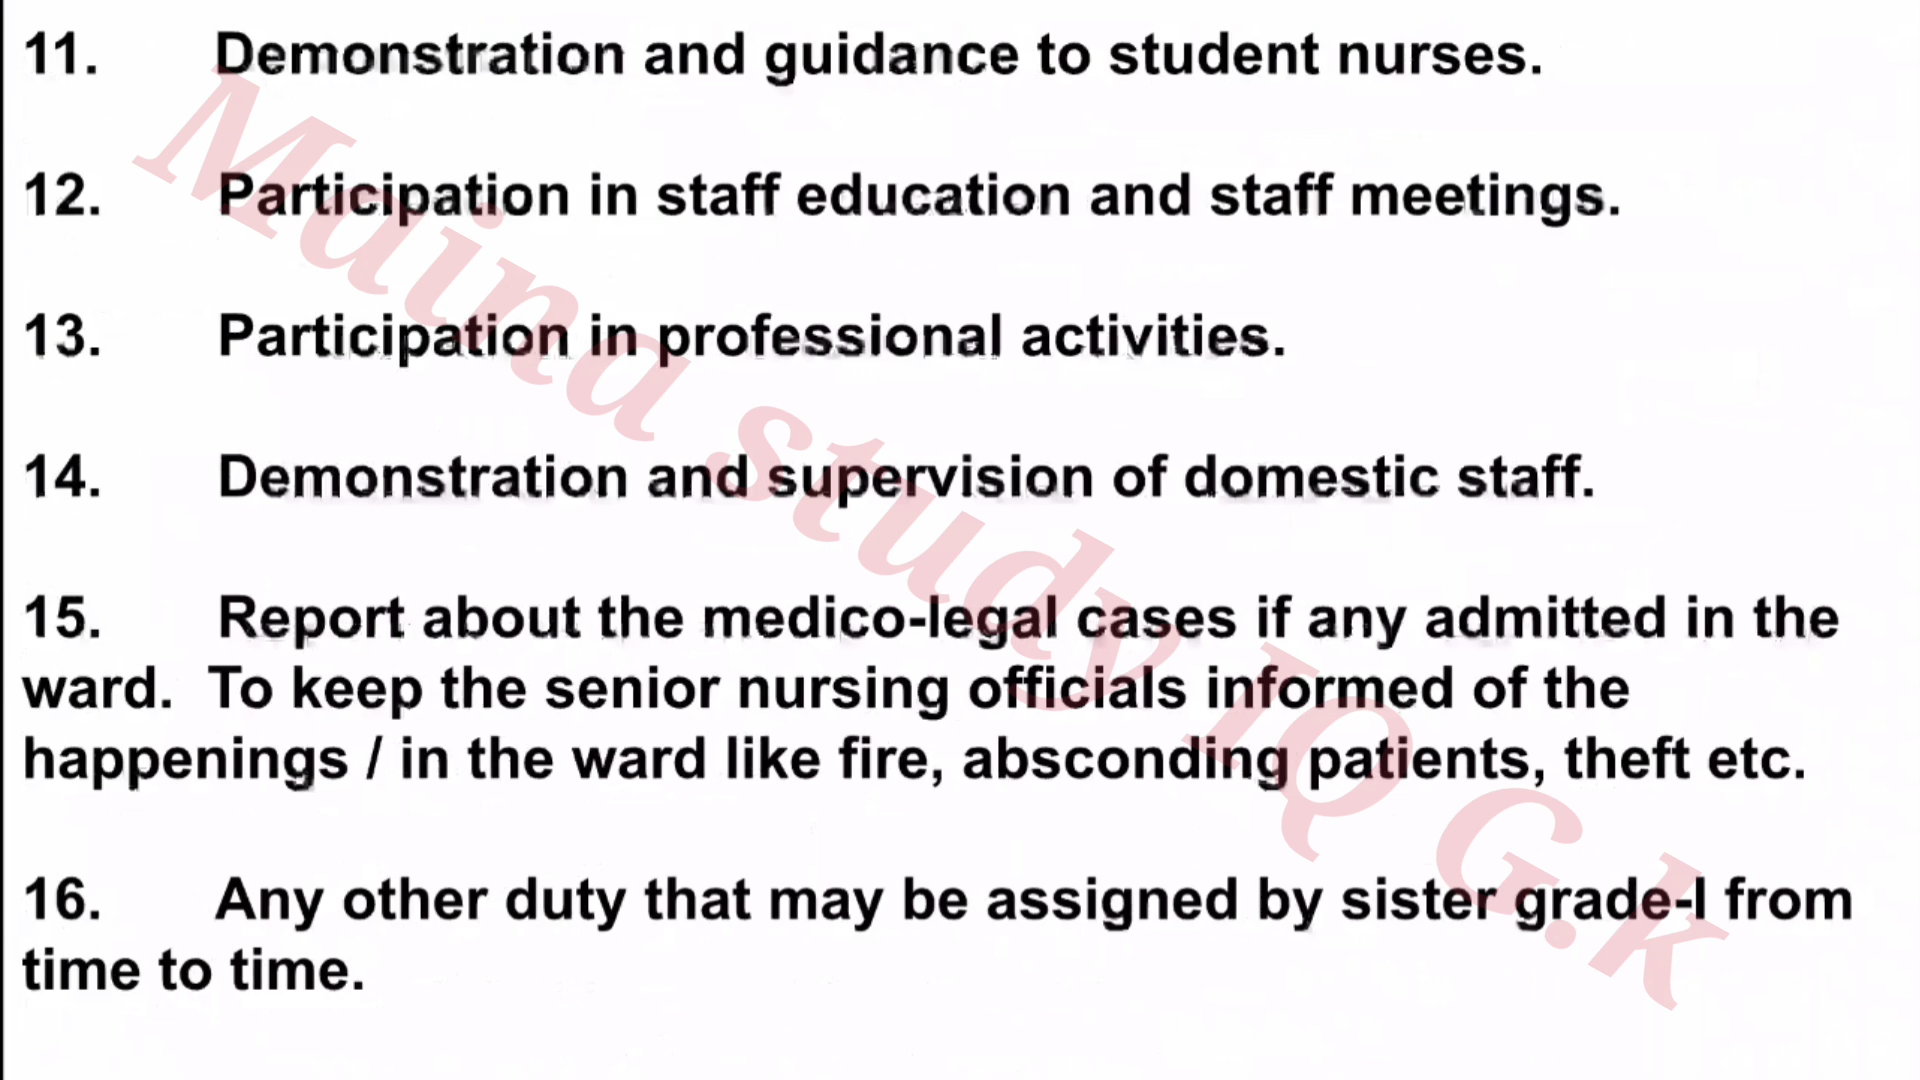 11. Demonstration and guidance to student nurses.
12. Participation in staff education and staff meetings.
13. Participation in professional activities.
14. Demonstration and supervision of domestic staff.
15. Report about the medico-legal cases if any admitted in the
ward. To keep the senior nursing officials informed of the
happenings / in the ward like fire, absconding patients, theft etc.
16. Any other duty that may be assigned by sister grade-I from
time to time.
Maina study IQ G.k